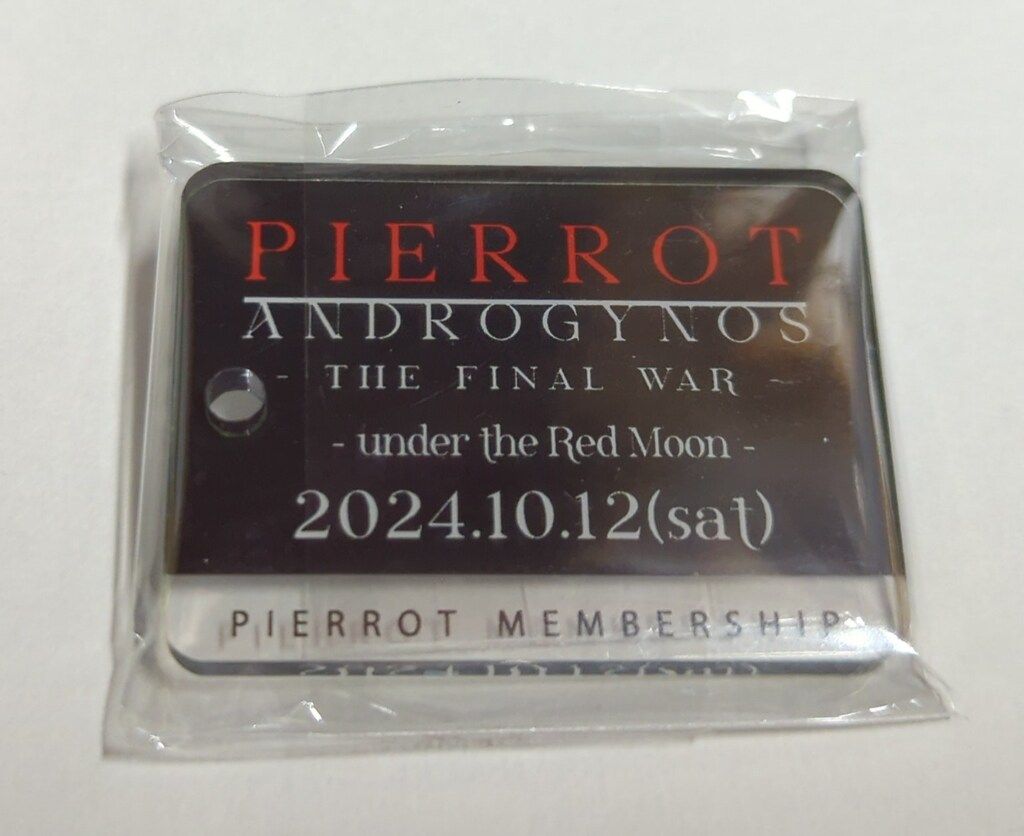 PIERROT
ANDROGYNOS
- THE FINAL WAR -
- under the Red Moon -
2024.10.12(sat)
PIERROT MEMBERSHIP